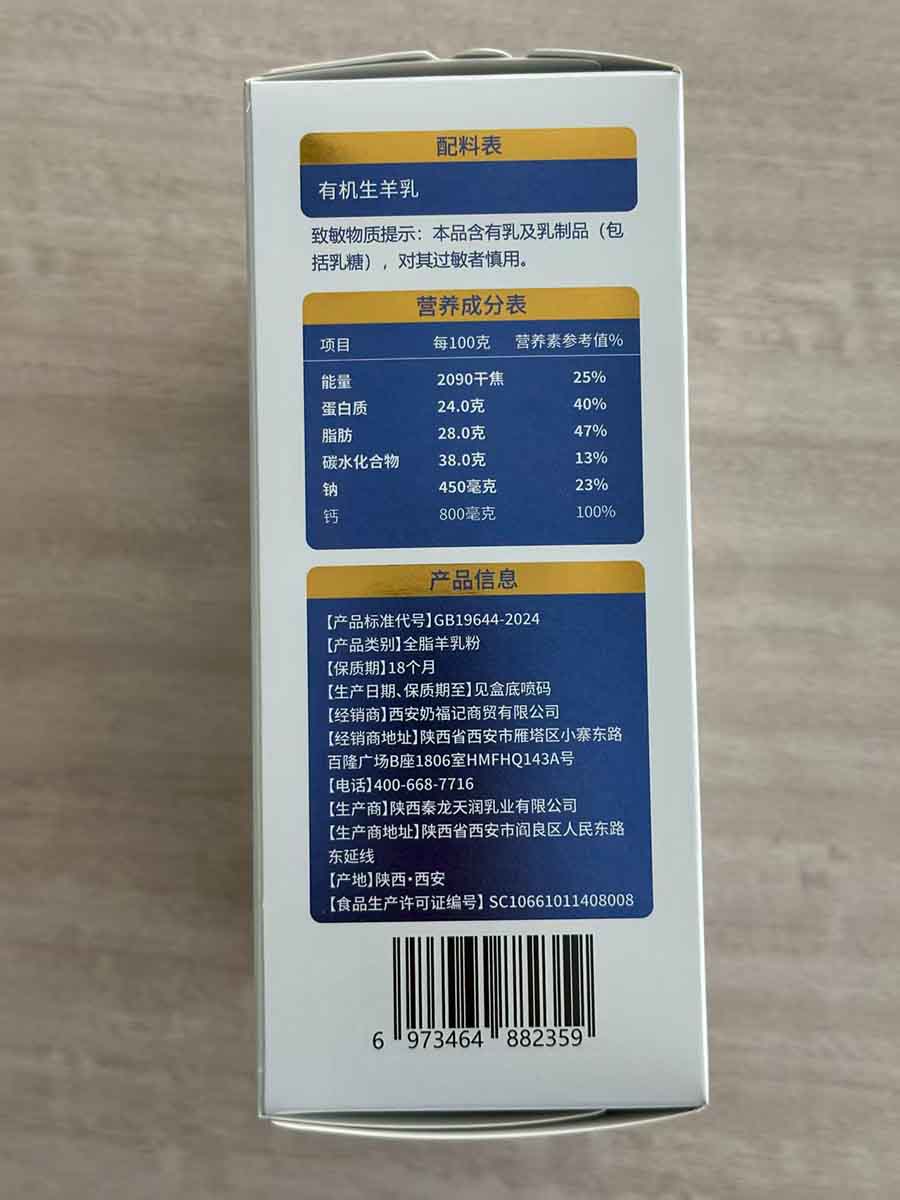 配料表
有机生羊乳
致敏物质提示：本品含有乳及乳制品（包
括乳糖），对其过敏者慎用。
营养成分表
项目 每100克 营养素参考值%
能量 2090千焦 25%
蛋白质 24.0克 40%
脂肪 28.0克 47%
碳水化合物 38.0克 13%
钠 450毫克 23%
钙 800毫克 100%
产品信息
【产品标准代号】GB19644-2024
【产品类别】全脂羊乳粉
【保质期】18个月
【生产日期、保质期至】见盒底喷码
【经销商】西安奶福记商贸有限公司
【经销商地址】陕西省西安市雁塔区小寨东路
百隆广场B座1806室HMFHQ143A号
【电话】400-668-7716
【生产商】陕西秦龙天润乳业有限公司
【生产商地址】陕西省西安市阎良区人民东路
东延线
【产地】陕西·西安
【食品生产许可证编号】SC10661011408008
6 973464 882359